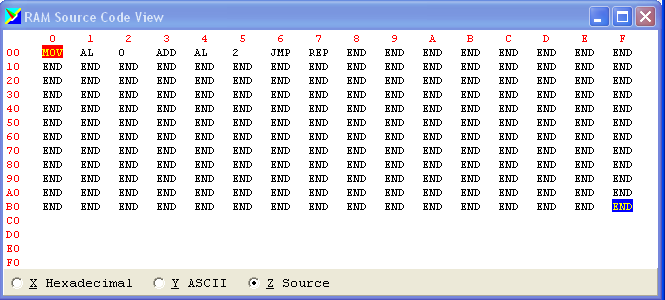 RAM Source Code View
0 1 2 3 4 5 6 7 8 9 A B C D E F
00 MOV AL 0 ADD AL 2 JMP REP END END END END END END END END
10 END END END END END END END END END END END END END END END END
20 END END END END END END END END END END END END END END END END
30 END END END END END END END END END END END END END END END END
40 END END END END END END END END END END END END END END END END
50 END END END END END END END END END END END END END END END END
60 END END END END END END END END END END END END END END END END
70 END END END END END END END END END END END END END END END END
80 END END END END END END END END END END END END END END END END
90 END END END END END END END END END END END END END END END END
A0 END END END END END END END END END END END END END END END END
B0 END END END END END END END END END END END END END END END END
C0
D0
E0
F0
X Hexadecimal Y ASCII Z Source